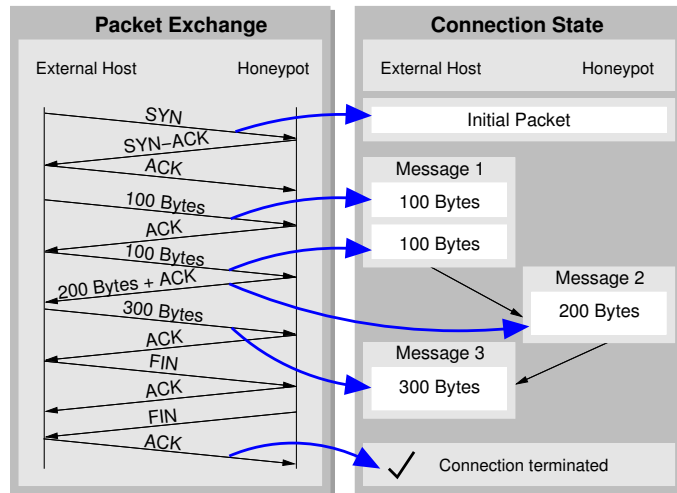 Packet Exchange
External Host Honeypot
SYN
SYN–ACK
ACK
100 Bytes
ACK
100 Bytes
200 Bytes + ACK
300 Bytes
ACK
FIN
ACK
FIN
ACK
Connection State
External Host Honeypot
Initial Packet
Message 1
100 Bytes
100 Bytes
Message 2
200 Bytes
Message 3
300 Bytes
Connection terminated